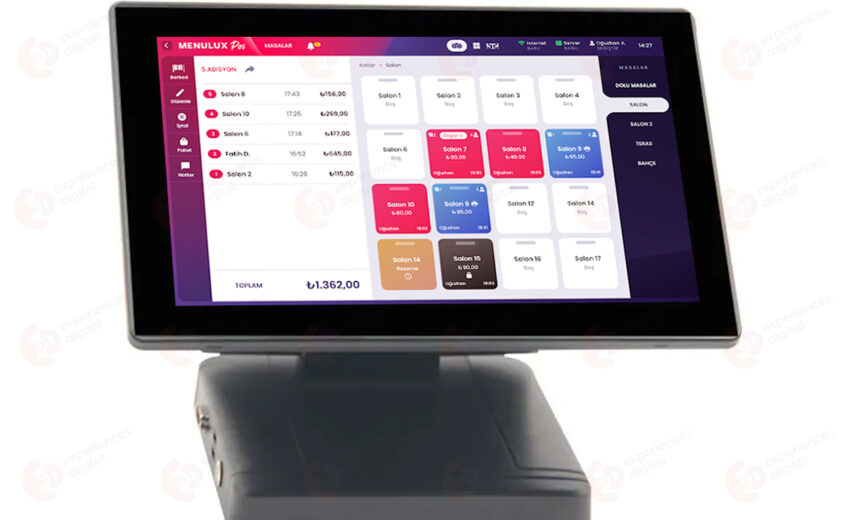 MENULUX Pos
MASALAR
Internet
BAĞLI
Server
BAĞLI
Oğuzhan A.
14:27
Barkod
Düzenle
İptal
Paket
Notlar
5 ADİSYON
5 Salon 8 17:43 ₺156,00
4 Salon 10 17:25 ₺269,00
3 Salon 6 17:14 ₺177,00
2 Fatih D. 16:52 ₺645,00
1 Salon 2 16:28 ₺115,00
TOPLAM ₺1.362,00
Katlar › Salon
Salon 1
Boş
Salon 2
Boş
Salon 3
Boş
Salon 4
Boş
Salon 6
Boş
Salon 7
₺80,00
Oğuzhan
Salon 8
₺40,00
Oğuzhan
Salon 9
₺95,00
Oğuzhan
Salon 10
₺60,00
Oğuzhan
Salon 9
₺95,00
Oğuzhan
Salon 12
Boş
Salon 14
Boş
Salon 14
Rezerve
Salon 15
₺90,00
Oğuzhan
Salon 16
Boş
Salon 17
Boş
MASALAR
DOLU MASALAR
SALON
SALON 2
TERAS
BAHÇE
experiences
digital